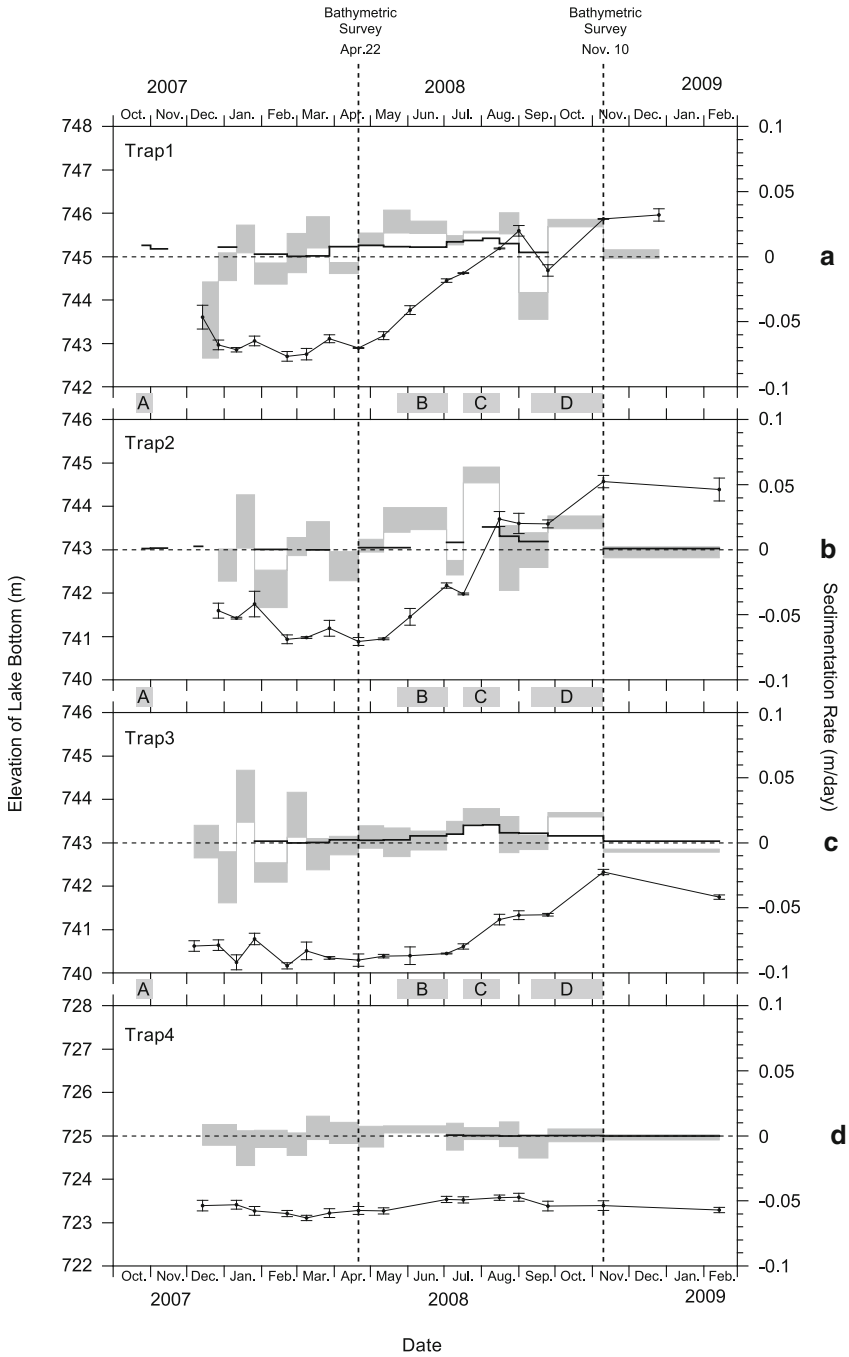 Bathymetric Bathymetric
Survey Survey
Apr.22 Nov. 10
2007 2008 2009
Oct. Nov. Dec. Jan. Feb. Mar. Apr. May Jun. Jul Aug. Sep. Oct. Nov. Dec. Jan. Feb.
748 0.1
Trap1
747
746 0.05
745 0 a
744
743 -0.05
742 -0.1
A B C D
746 0.1
Trap2
745 0.05
744
743 0 b
742
741 -0.05
740 -0.1
A B C D
746 0.1
Trap3
745
744 0.05
743 0 c
742
741 -0.05
740 -0.1
A B C D
728 0.1
Trap4
727
726 0.05
725 0 d
724
723 -0.05
722 -0.1
Oct. Nov. Dec. Jan. Feb. Mar. Apr. May Jun. Jul. Aug. Sep. Oct. Nov. Dec. Jan. Feb.
2007 2008 2009
Date
Elevation of Lake Bottom (m)
Sedimentation Rate (m/day)